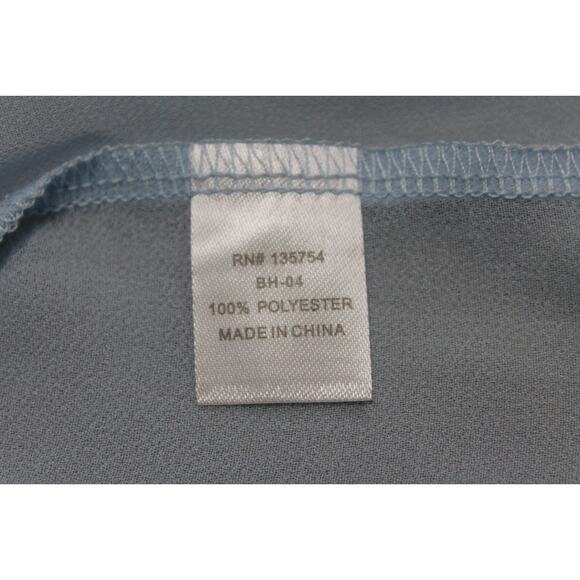 RN# 135754
BH-04
100% POLYESTER
MADE IN CHINA